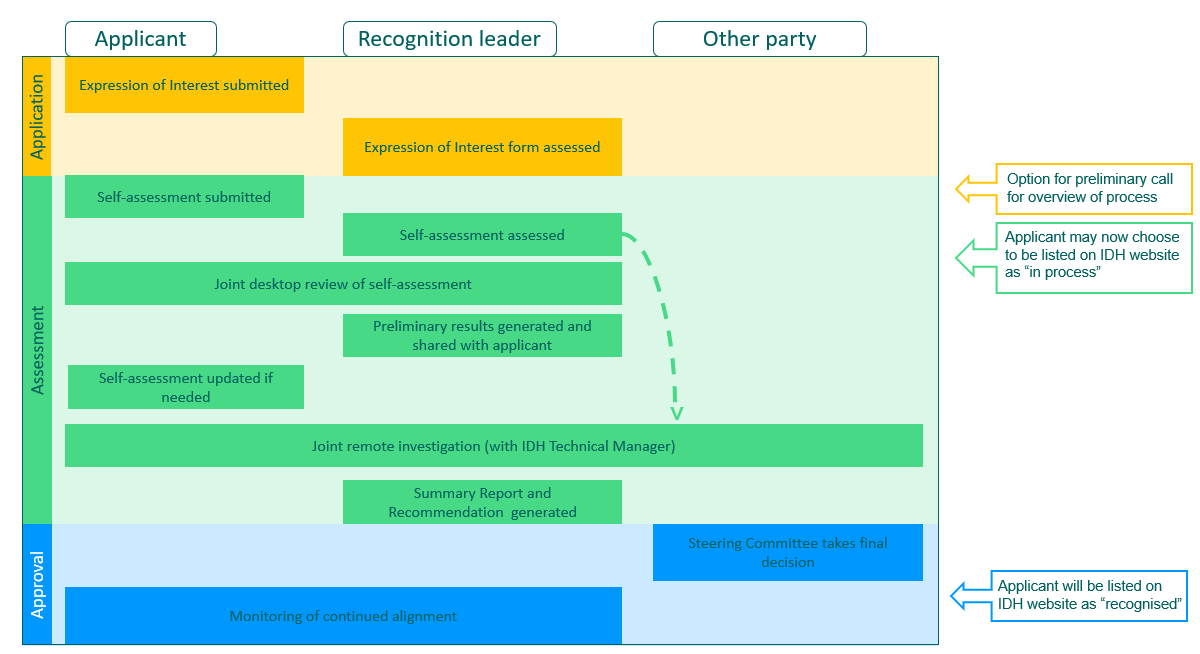 Applicant
Recognition leader
Other party
Application
Expression of Interest submitted
Expression of Interest form assessed
Option for preliminary call
for overview of process
Assessment
Self-assessment submitted
Self-assessment assessed
Applicant may now choose
to be listed on IDH website
as “in process”
Joint desktop review of self-assessment
Preliminary results generated and
shared with applicant
Self-assessment updated if
needed
Joint remote investigation (with IDH Technical Manager)
Summary Report and
Recommendation generated
Approval
Steering Committee takes final
decision
Applicant will be listed on
IDH website as “recognised”
Monitoring of continued alignment